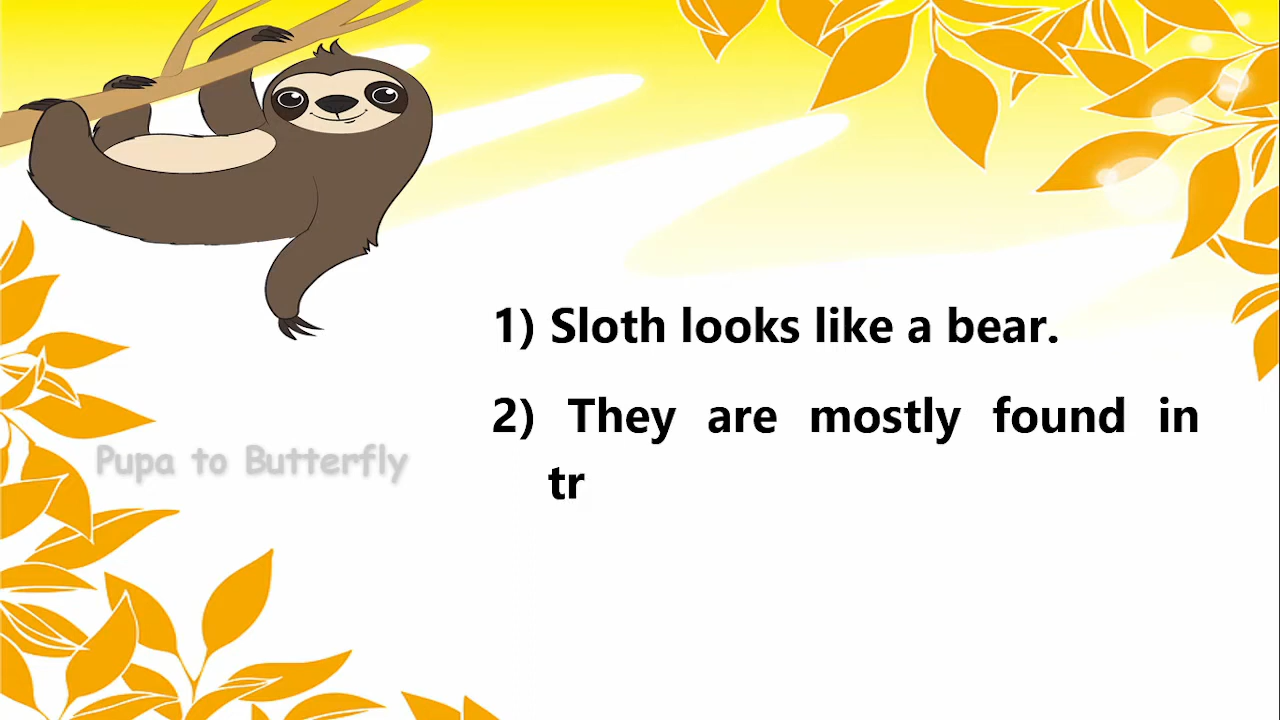 1) Sloth looks like a bear.
2) They are mostly found in
tr
Pupa to Butterfly